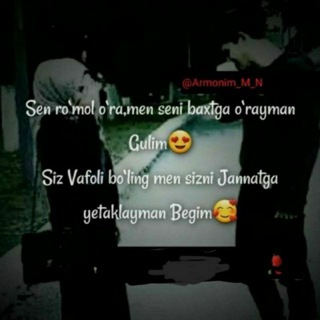 @Armonim_M_N
Sen ro'mol o'ra,men seni baxtga o'rayman
Gulim😍
Siz Vafoli bo'ling men sizni Jannatga
yetaklayman Begim🥰